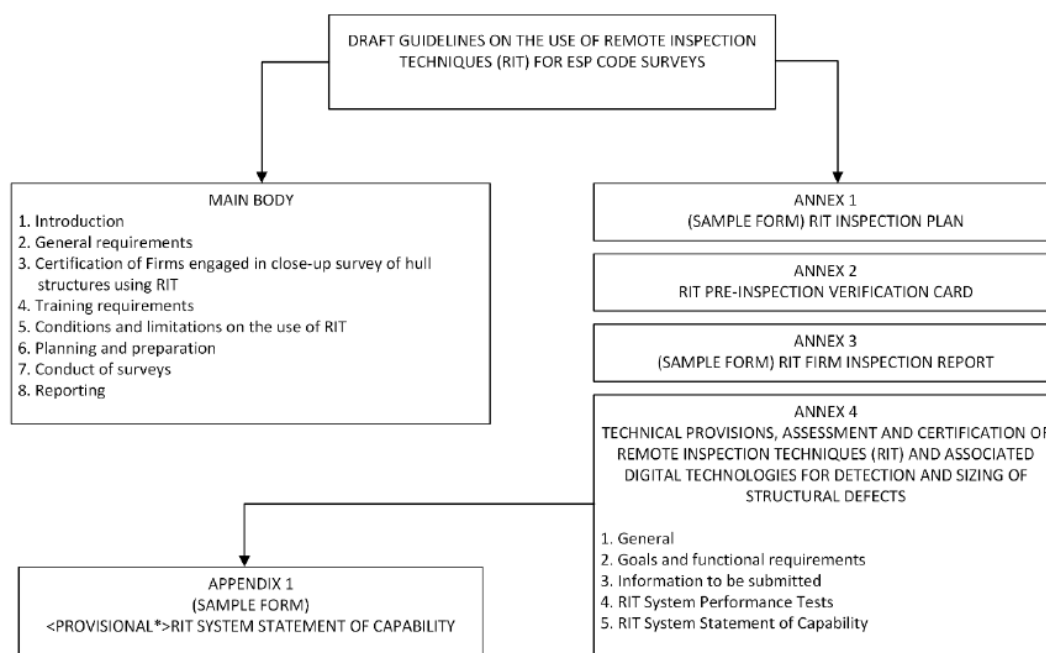 DRAFT GUIDELINES ON THE USE OF REMOTE INSPECTION
TECHNIQUES (RIT) FOR ESP CODE SURVEYS
MAIN BODY
1. Introduction
2. General requirements
3. Certification of Firms engaged in close-up survey of hull
structures using RIT
4. Training requirements
5. Conditions and limitations on the use of RIT
6. Planning and preparation
7. Conduct of surveys
8. Reporting
ANNEX 1
(SAMPLE FORM) RIT INSPECTION PLAN
ANNEX 2
RIT PRE-INSPECTION VERIFICATION CARD
ANNEX 3
(SAMPLE FORM) RIT FIRM INSPECTION REPORT
ANNEX 4
TECHNICAL PROVISIONS, ASSESSMENT AND CERTIFICATION OF
REMOTE INSPECTION TECHNIQUES (RIT) AND ASSOCIATED
DIGITAL TECHNOLOGIES FOR DETECTION AND SIZING OF
STRUCTURAL DEFECTS
1. General
2. Goals and functional requirements
3. Information to be submitted
4. RIT System Performance Tests
5. RIT System Statement of Capability
APPENDIX 1
(SAMPLE FORM)
<PROVISIONAL*>RIT SYSTEM STATEMENT OF CAPABILITY